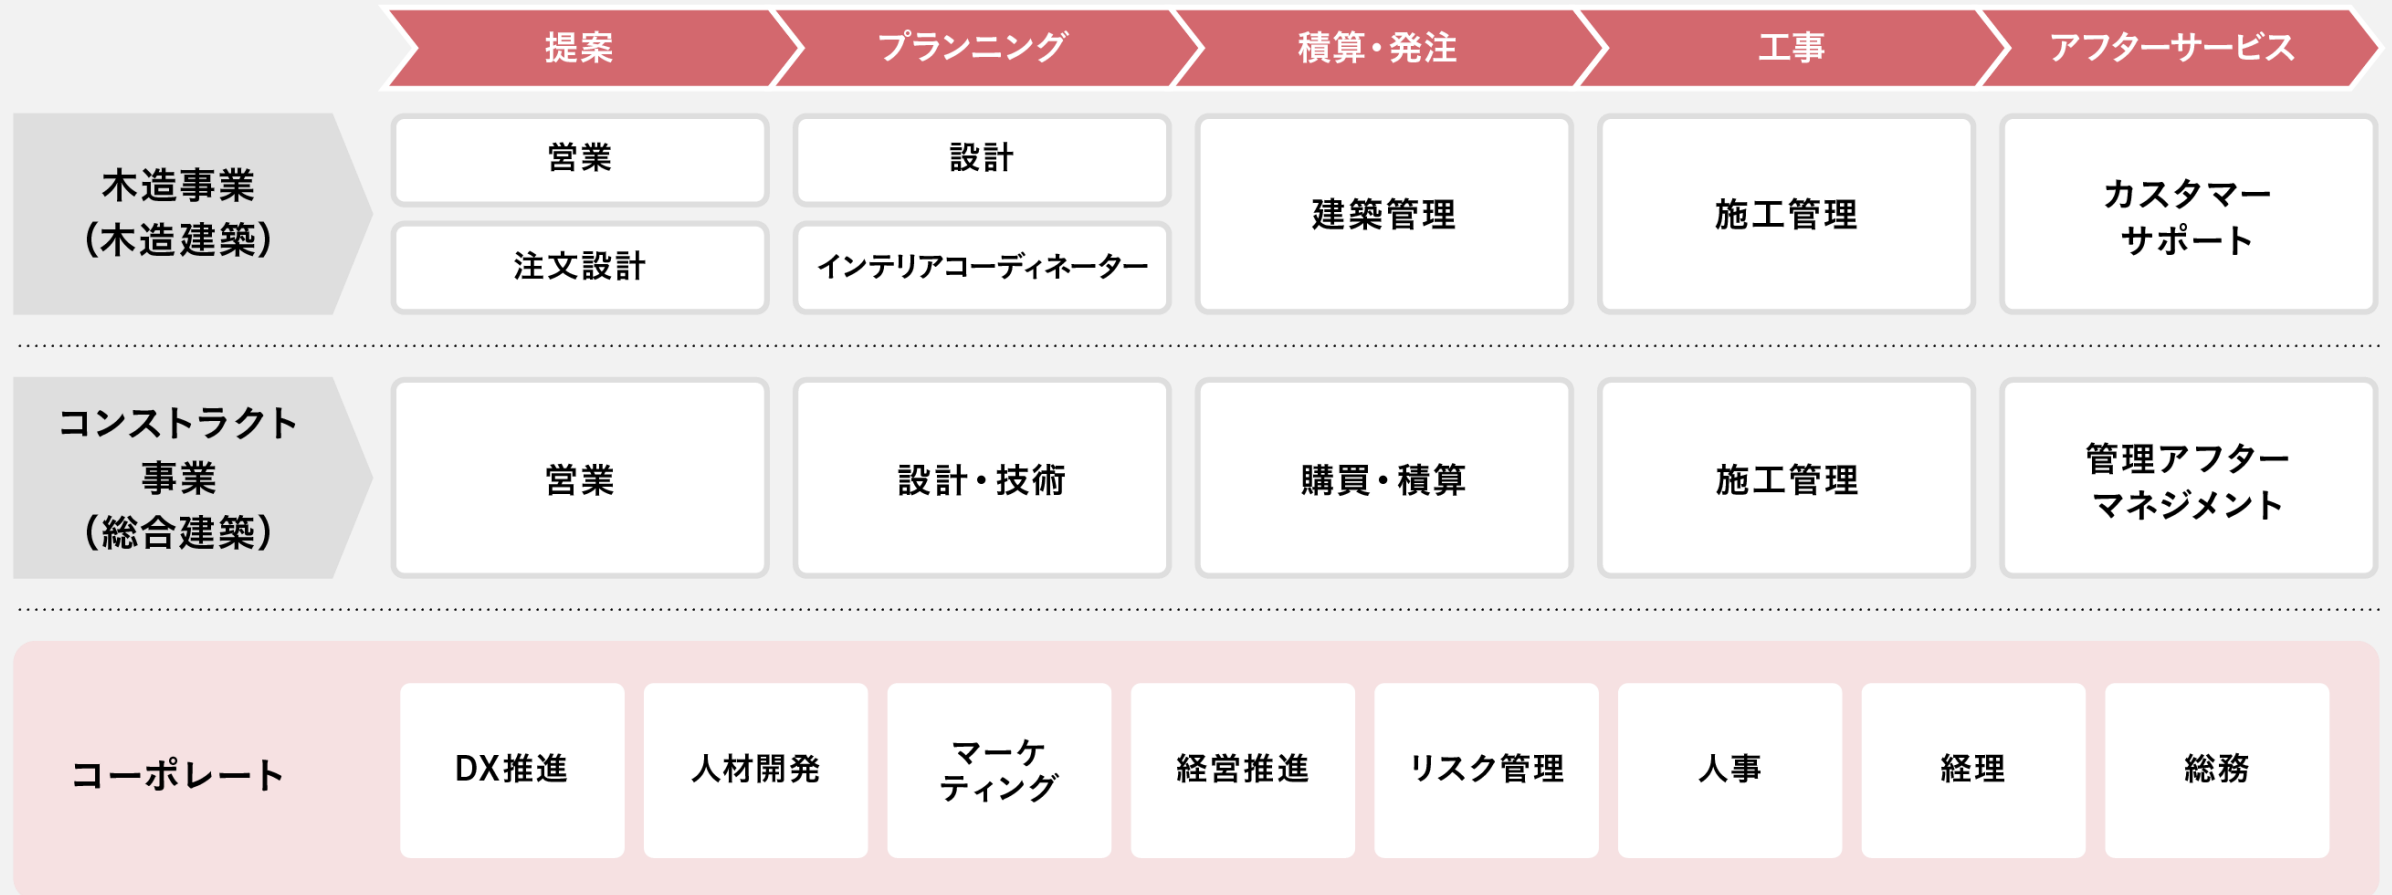 提案
プランニング
積算・発注
工事
アフターサービス
木造事業
（木造建築）
営業
注文設計
設計
インテリアコーディネーター
建築管理
施工管理
カスタマー
サポート
コンストラクト
事業
（総合建築）
営業
設計・技術
購買・積算
施工管理
管理アフター
マネジメント
コーポレート
DX推進
人材開発
マーケ
ティング
経営推進
リスク管理
人事
経理
総務